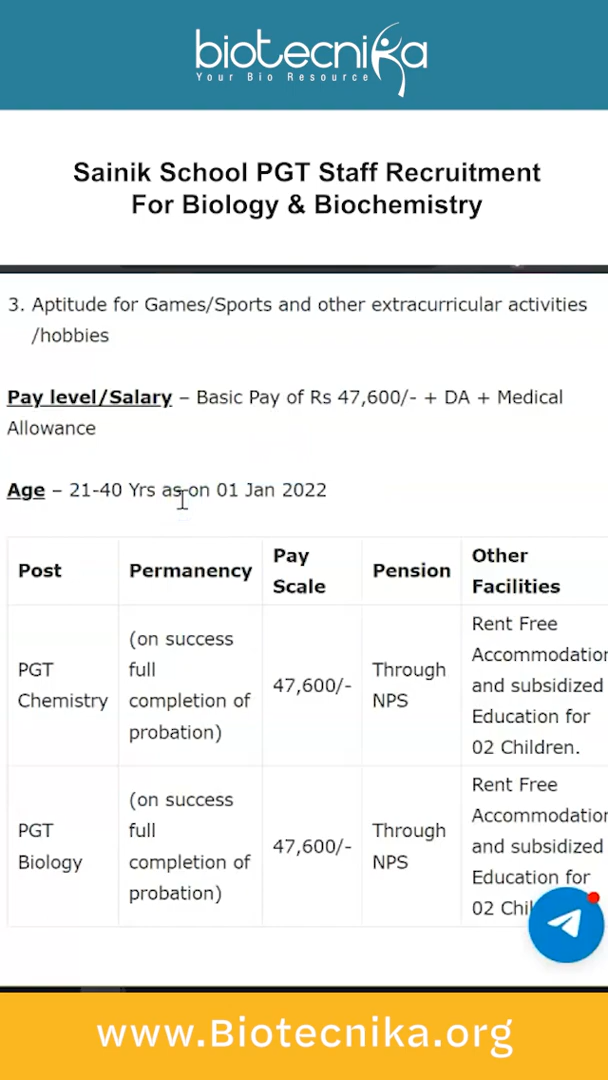 biotecnika
Your Bio Resource
Sainik School PGT Staff Recruitment
For Biology & Biochemistry
3. Aptitude for Games/Sports and other extracurricular activities
/hobbies
Pay level/Salary – Basic Pay of Rs 47,600/- + DA + Medical
Allowance
Age – 21-40 Yrs as on 01 Jan 2022
Post
Permanency
Pay
Scale
Pension
Other
Facilities
PGT
Chemistry
(on success
full
completion of
probation)
47,600/-
Through
NPS
Rent Free
Accommodation
and subsidized
Education for
02 Children.
PGT
Biology
(on success
full
completion of
probation)
47,600/-
Through
NPS
Rent Free
Accommodation
and subsidized
Education for
02 Chil
www.Biotecnika.org